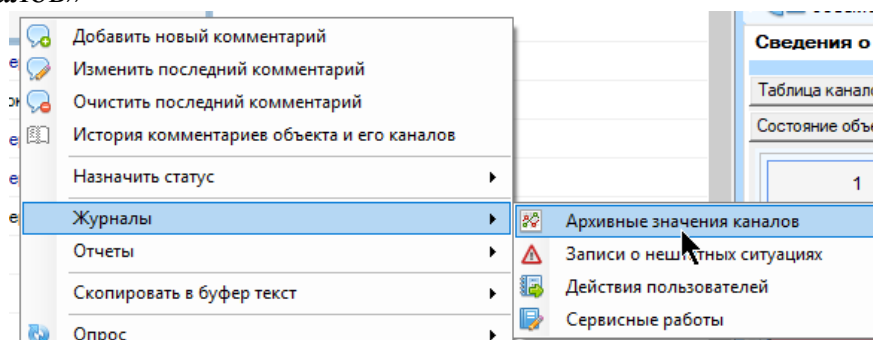 Добавить новый комментарий
Изменить последний комментарий
Очистить последний комментарий
История комментариев объекта и его каналов
Назначить статус
Журналы
Отчеты
Скопировать в буфер текст
Опрос
Архивные значения каналов
Записи о нештатных ситуациях
Действия пользователей
Сервисные работы
Сведения о
Таблица канало
Состояние объе
1